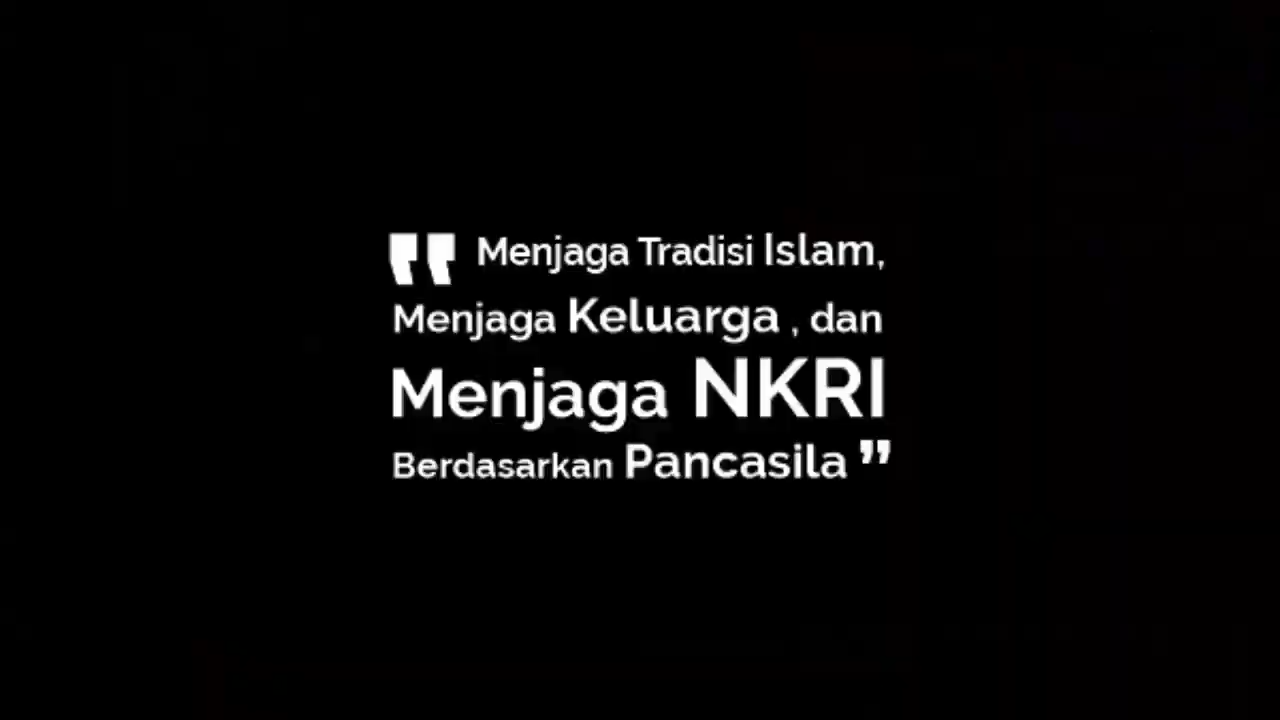 " Menjaga Tradisi Islam,
Menjaga Keluarga , dan
Menjaga NKRI
Berdasarkan Pancasila "